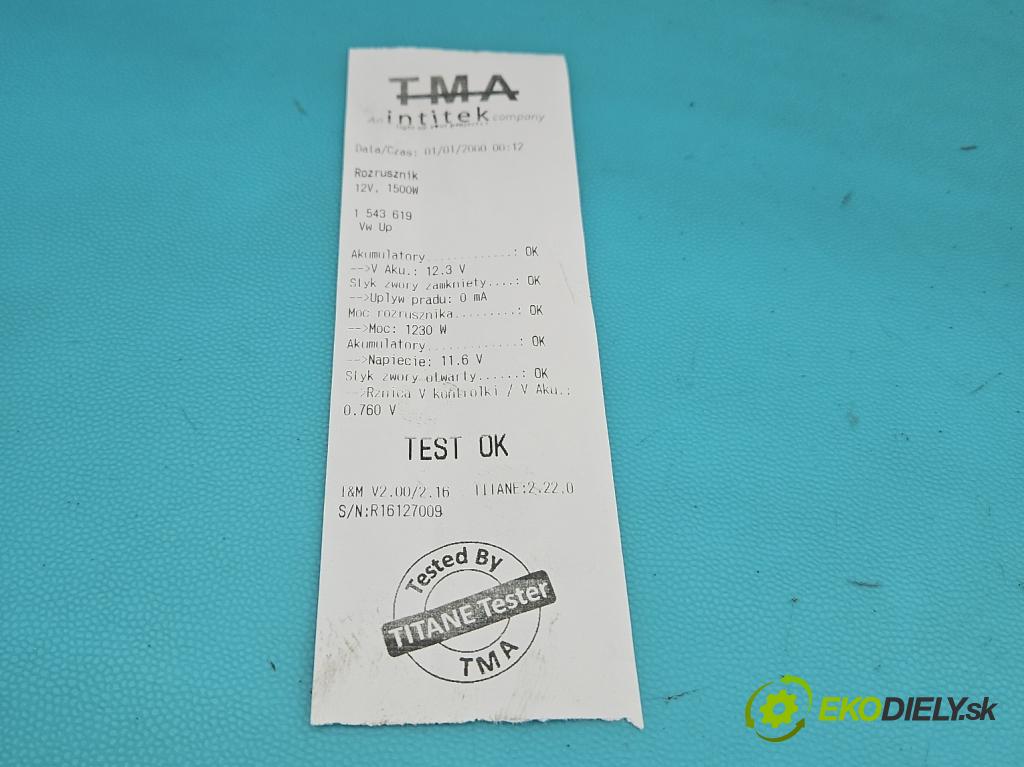 TMA
An intitek company
Data/Czas: 01/01/2000 00:12
Rozrusznik
12V, 1500W
1 543 619
Vw Up
Akumulatory............: OK
-->V Aku.: 12.3 V
Styk zwory zamkniety....: OK
-->Uplyw pradu: 0 mA
Moc rozrusznika.........: OK
-->Moc: 1230 W
Akumulatory............: OK
-->Napiecie: 11.6 V
Styk zwory otwarty......: OK
-->Rznica V kontrolki / V Aku.:
0.760 V
TEST OK
I&M V2.00/2.16 TITANE:2.22.0
S/N:R16127009
Tested By
TITANE Tester
TMA
EKODIELY.sk